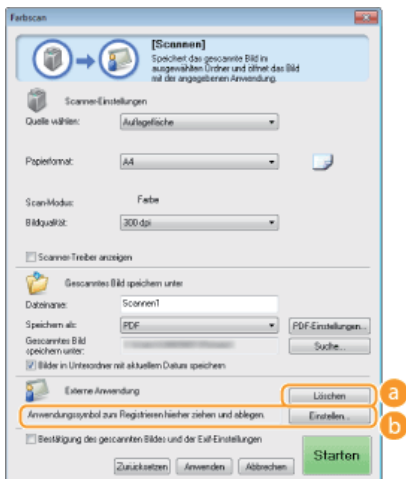 Farbscan
[Scannen]
Speichert das gescannte Bild im
ausgewählten Ordner und öffnet das Bild
mit der angegebenen Anwendung.
Scanner-Einstellungen
Quelle wählen: Auflagefläche
Papierformat: A4
Scan-Modus: Farbe
Bildqualität: 300 dpi
Scanner-Treiber anzeigen
Gescanntes Bild speichern unter
Dateiname: Scannen1
Speichern als: PDF PDF-Einstellungen...
Gescanntes Bild
speichern unter: Suche...
Bilder in Unterordner mit aktuellem Datum speichern
Externe Anwendung Löschen a
Anwendungssymbol zum Registrieren hierher ziehen und ablegen. Einstellen... b
Bestätigung des gescannten Bildes und der Exif-Einstellungen
Zurücksetzen Anwenden Abbrechen Starten